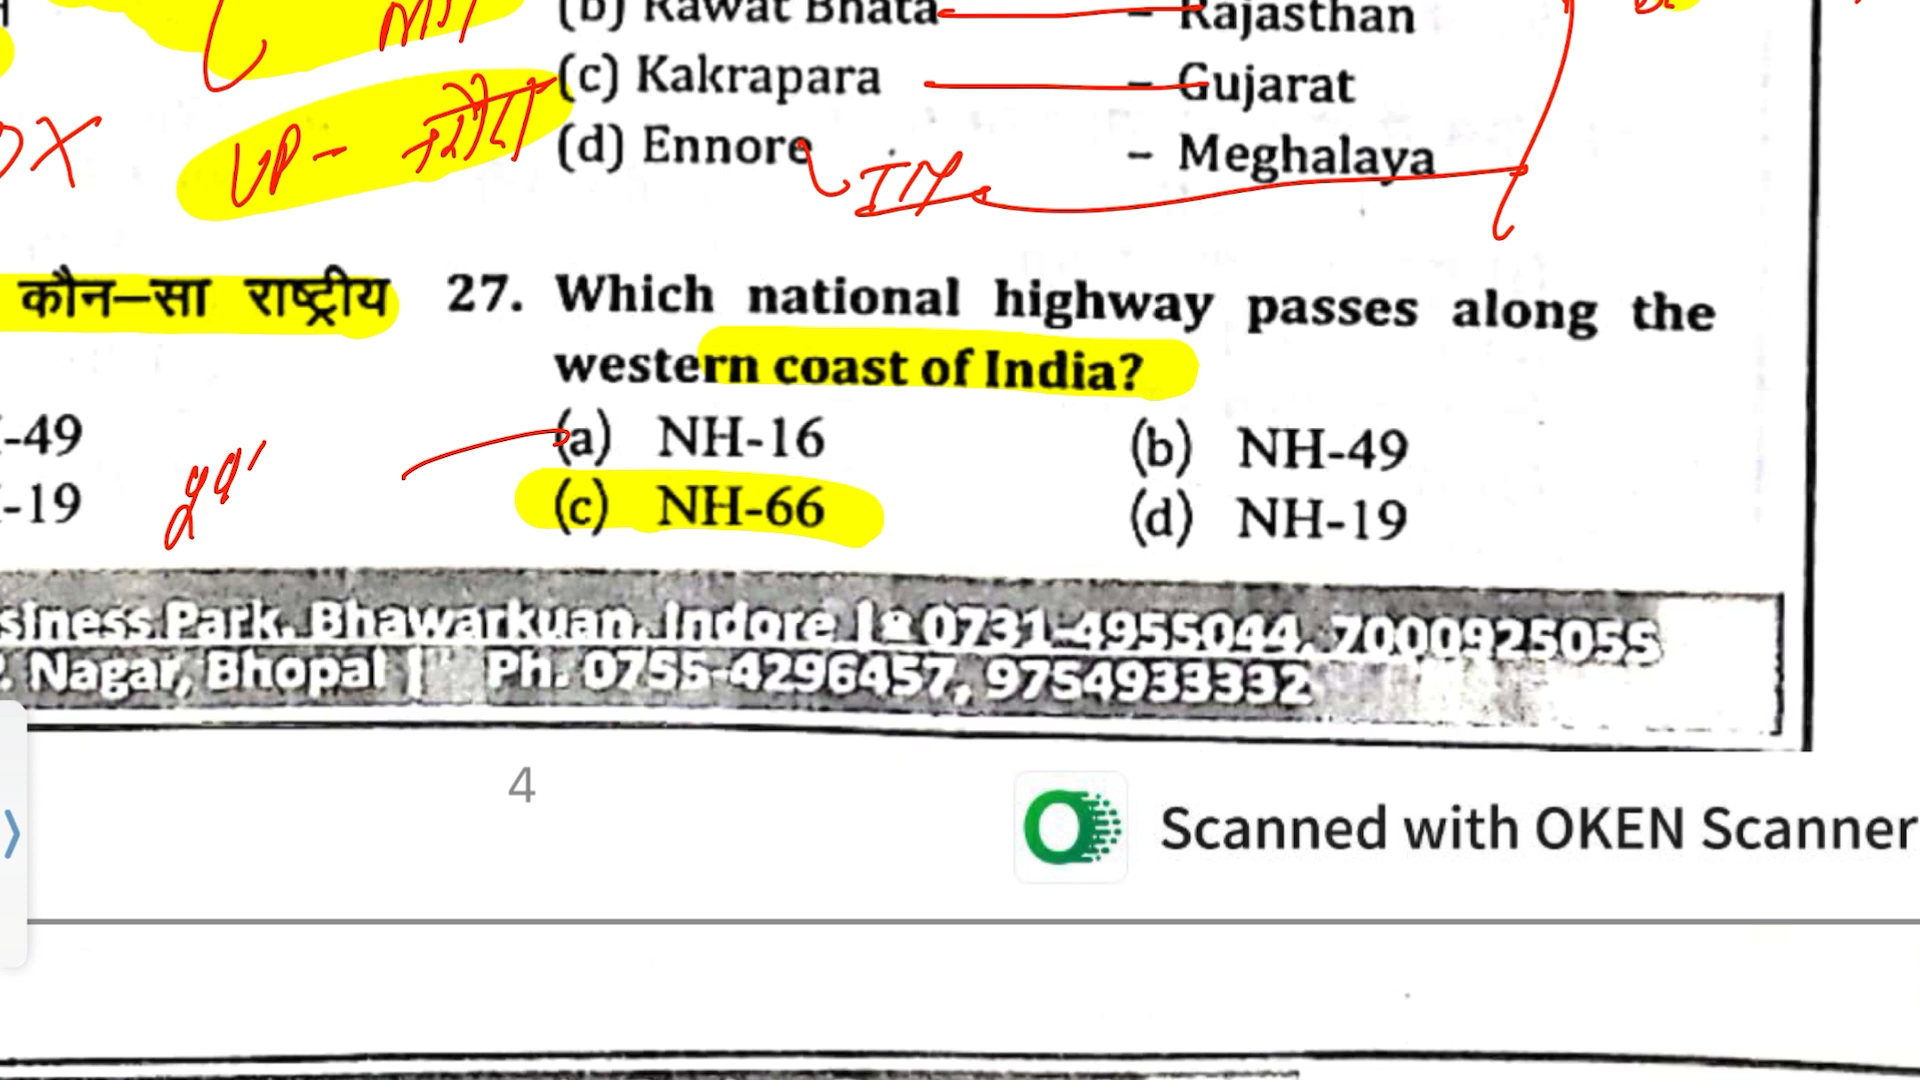 (b) Rawat Bhata – Rajasthan
(c) Kakrapara – Gujarat
UP –
(d) Ennore – Meghalaya
कौन–सा राष्ट्रीय
27. Which national highway passes along the
western coast of India?
-49
(a) NH-16 (b) NH-49
-19
(c) NH-66 (d) NH-19
siness Park, Bhawarkuan, Indore | 0731-4955044, 7000925055
. Nagar, Bhopal | Ph. 0755-4296457, 9754933332
4
Scanned with OKEN Scanner